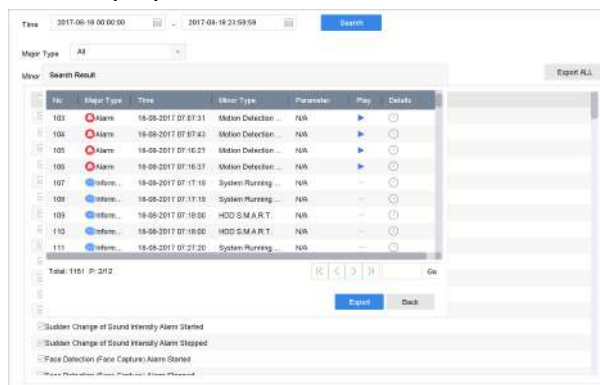 Time 2017-08-18 00:00:00 - 2017-08-18 23:59:59 Search
Major Type All
Minor
Export ALL
Search Result
No. Major Type Time Minor Type Parameter Play Details
103 Alarm 18-08-2017 07:07:31 Motion Detection ... N/A
104 Alarm 18-08-2017 07:07:43 Motion Detection ... N/A
105 Alarm 18-08-2017 07:16:27 Motion Detection ... N/A
106 Alarm 18-08-2017 07:16:37 Motion Detection ... N/A
107 Inform... 18-08-2017 07:17:19 System Running ... N/A —
108 Inform... 18-08-2017 07:17:19 System Running ... N/A —
109 Inform... 18-08-2017 07:18:00 HDD S.M.A.R.T. N/A —
110 Inform... 18-08-2017 07:18:00 HDD S.M.A.R.T. N/A —
111 Inform... 18-08-2017 07:27:20 System Running ... N/A —
Total: 1151 P: 2/12 Go
Export Back
Sudden Change of Sound Intensity Alarm Started
Sudden Change of Sound Intensity Alarm Stopped
Face Detection (Face Capture) Alarm Started